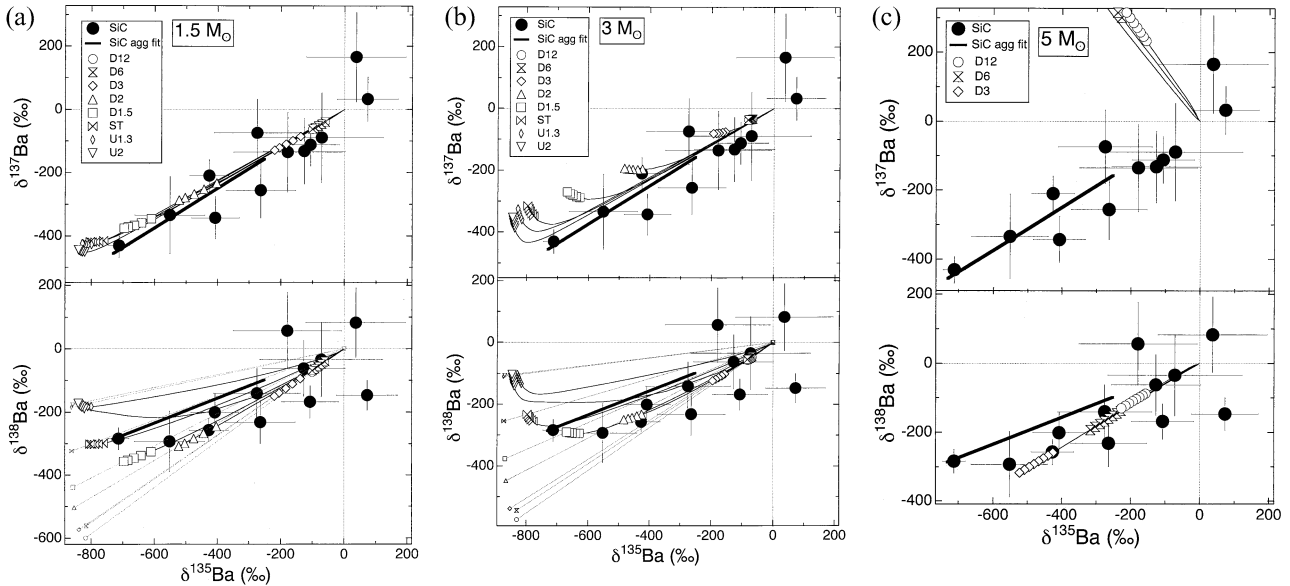 (a)
SiC
SiC agg fit
D12
D6
D3
D2
D1.5
ST
U1.3
U2
1.5 M⊙
200
0
-200
-400
δ¹³⁷Ba (‰)
200
0
-200
-400
-600
δ¹³⁸Ba (‰)
-800 -600 -400 -200 0 200
δ¹³⁵Ba (‰)
(b)
SiC
SiC agg fit
D12
D6
D3
D2
D1.5
ST
U1.3
U2
3 M⊙
200
0
-200
-400
δ¹³⁷Ba (‰)
200
0
-200
-400
δ¹³⁸Ba (‰)
-800 -600 -400 -200 0 200
δ¹³⁵Ba (‰)
(c)
SiC
SiC agg fit
D12
D6
D3
5 M⊙
200
0
-200
-400
δ¹³⁷Ba (‰)
200
0
-200
-400
δ¹³⁸Ba (‰)
-600 -400 -200 0 200
δ¹³⁵Ba (‰)